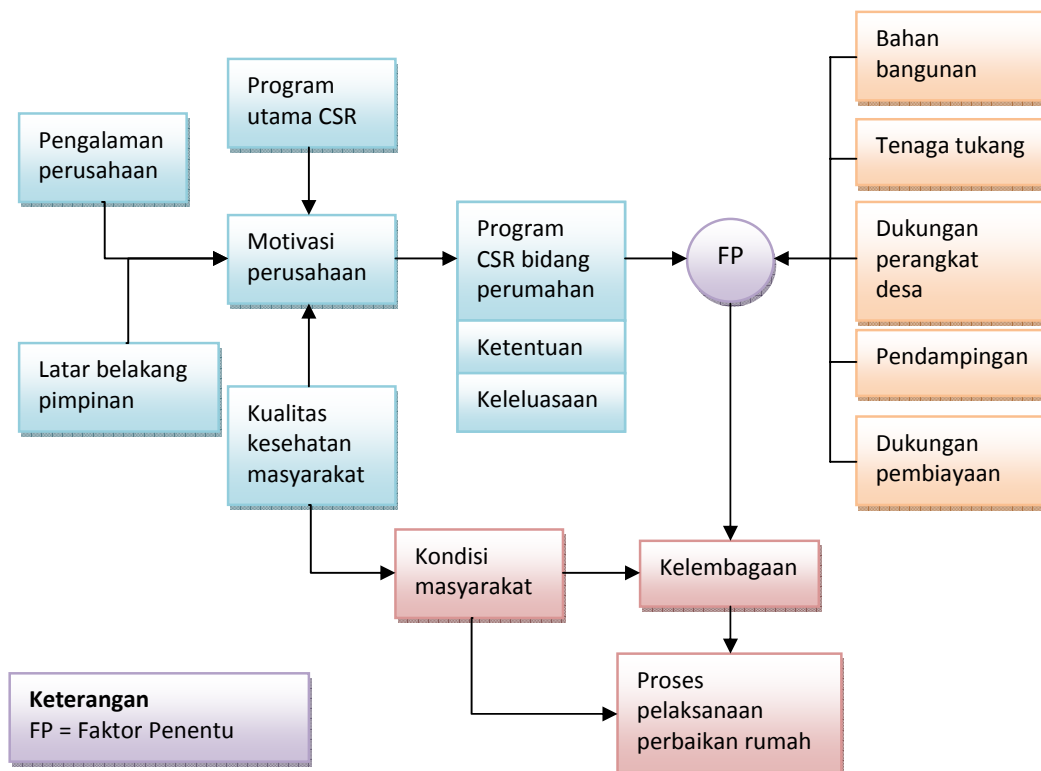 Program
utama CSR
Pengalaman
perusahaan
Motivasi
perusahaan
Latar belakang
pimpinan
Kualitas
kesehatan
masyarakat
Program
CSR bidang
perumahan
Ketentuan
Keleluasaan
FP
Bahan
bangunan
Tenaga tukang
Dukungan
perangkat
desa
Pendampingan
Dukungan
pembiayaan
Kondisi
masyarakat
Kelembagaan
Proses
pelaksanaan
perbaikan rumah
Keterangan
FP = Faktor Penentu